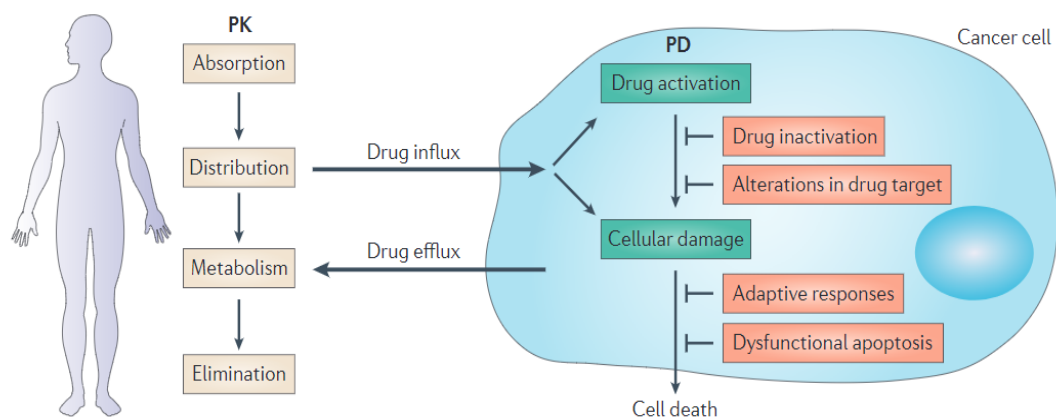 PK
Absorption
Distribution
Metabolism
Elimination
Drug influx
Drug efflux
Cancer cell
PD
Drug activation
Drug inactivation
Alterations in drug target
Cellular damage
Adaptive responses
Dysfunctional apoptosis
Cell death